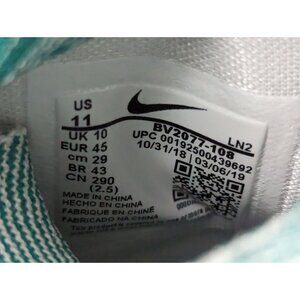 US
11
UK 10
EUR 45
cm 29
BR 43
CN 290
(2.5)
BV2077-108
UPC 00192500439692
10/31/18 | 03/06/19
LN2
MADE IN CHINA
HECHO EN CHINA
FABRIQUE EN CHINE
FABRICADO NA CHINA